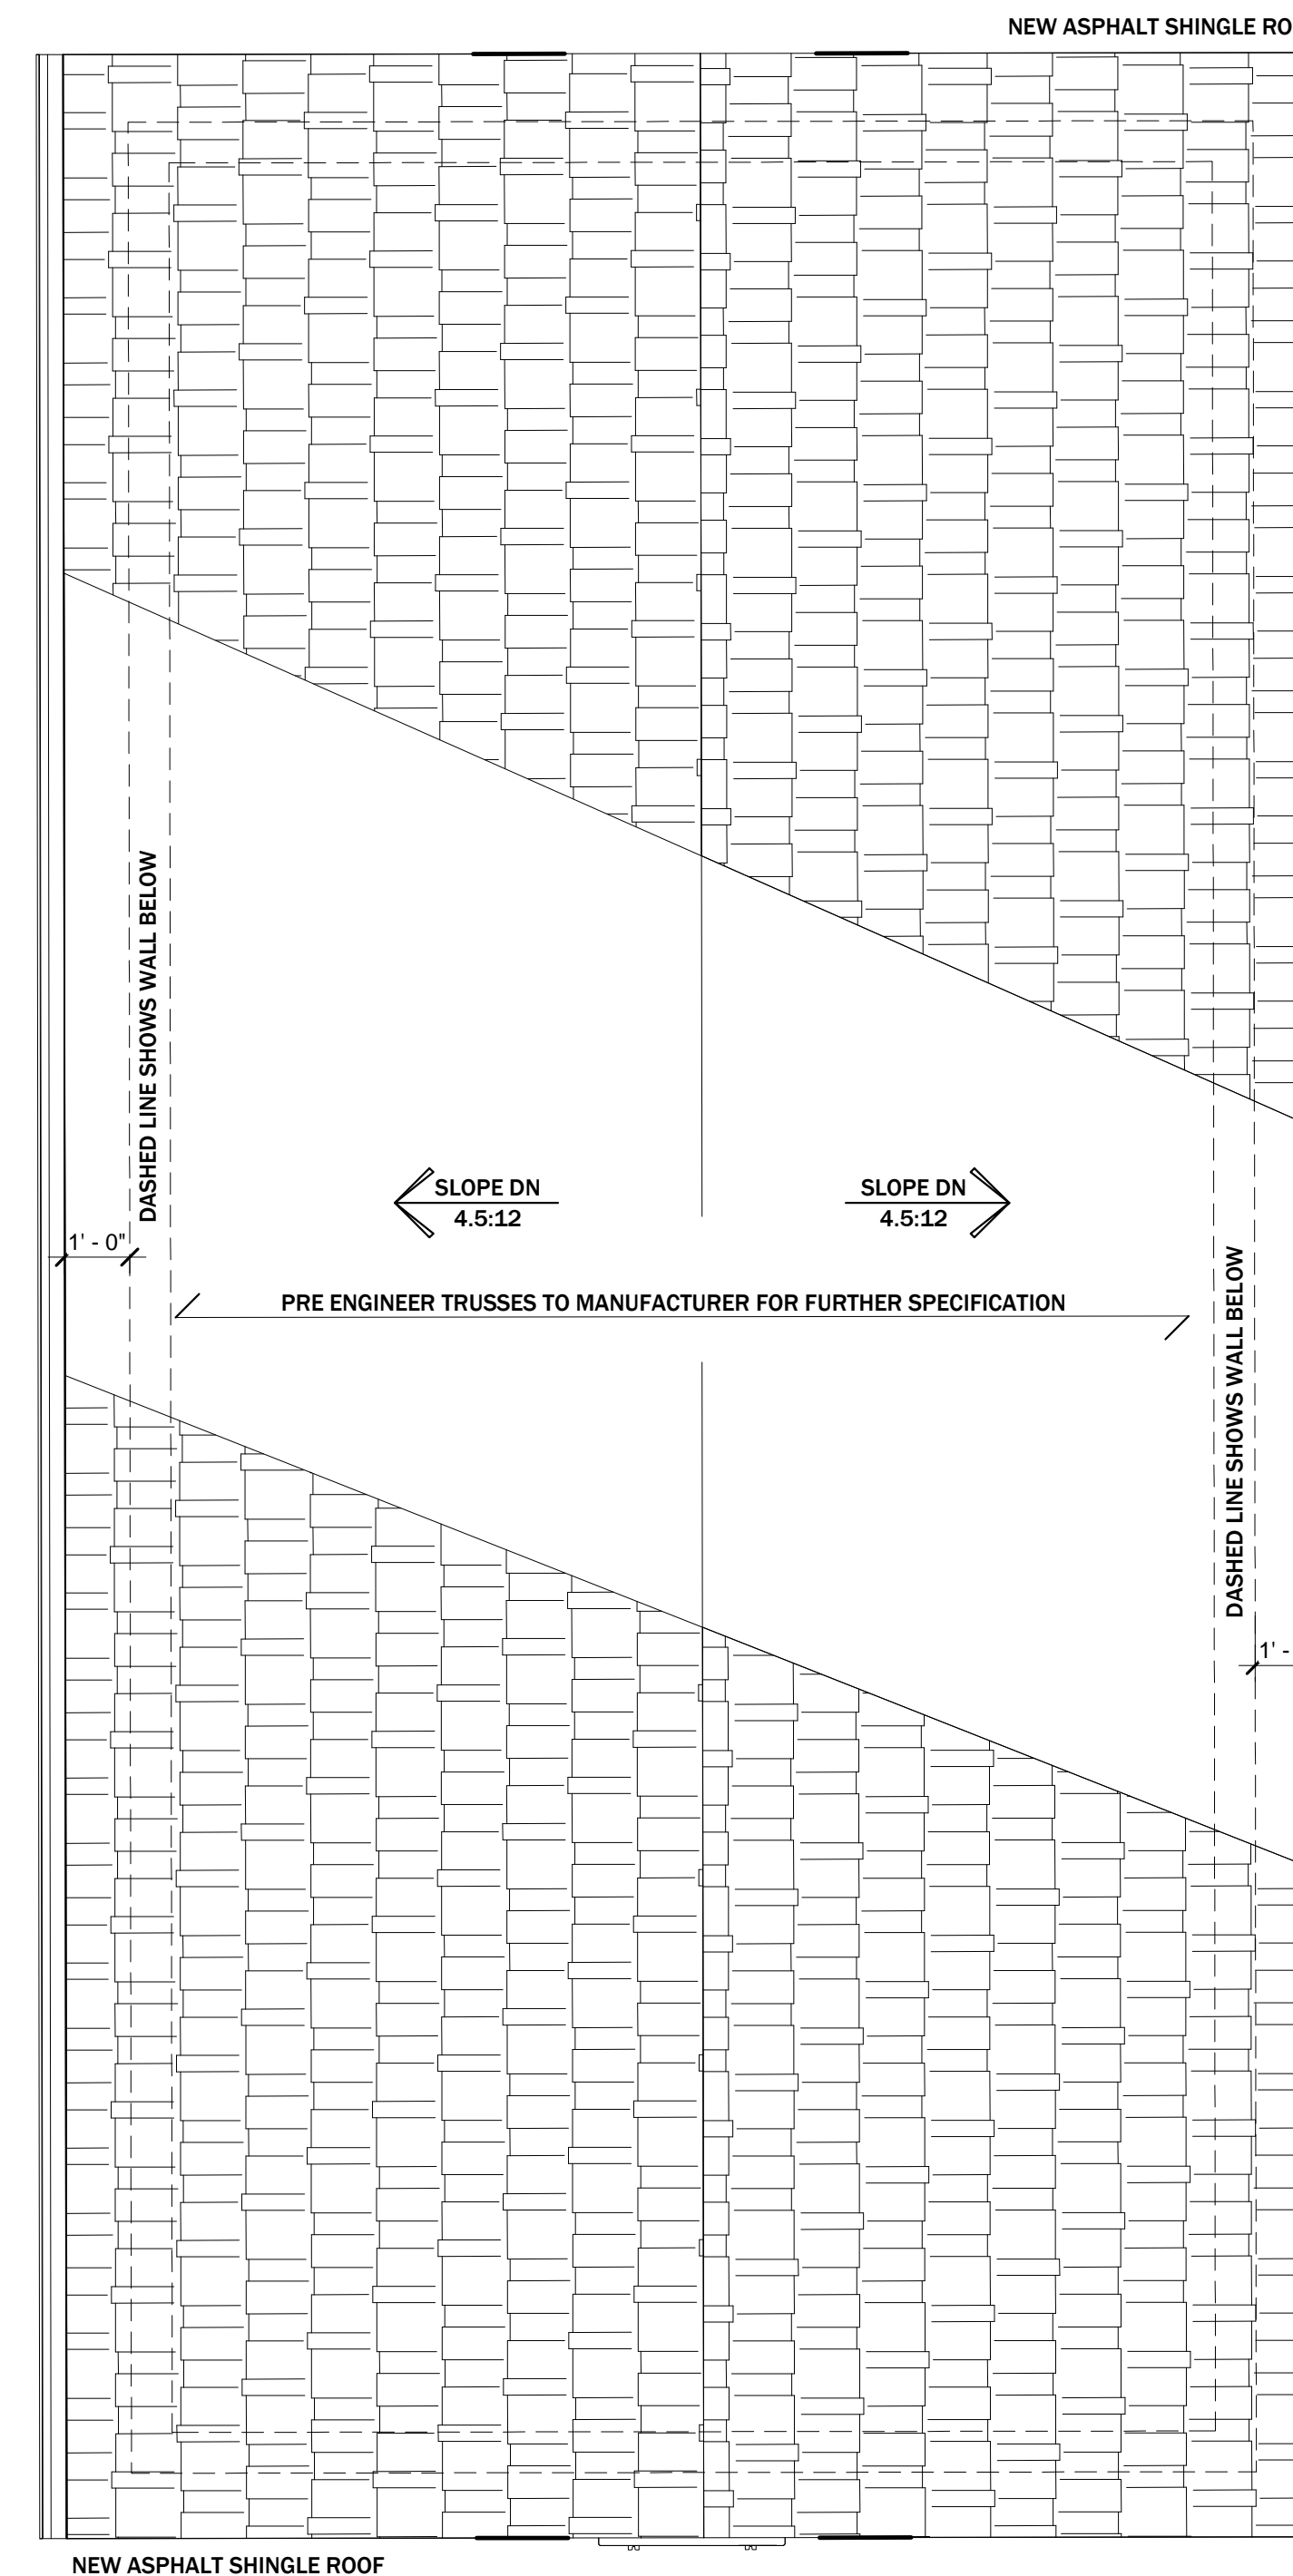 NEW ASPHALT SHINGLE RO
DASHED LINE SHOWS WALL BELOW
SLOPE DN
4.5:12
SLOPE DN
4.5:12
1' - 0"
PRE ENGINEER TRUSSES TO MANUFACTURER FOR FURTHER SPECIFICATION
DASHED LINE SHOWS WALL BELOW
1' -
NEW ASPHALT SHINGLE ROOF